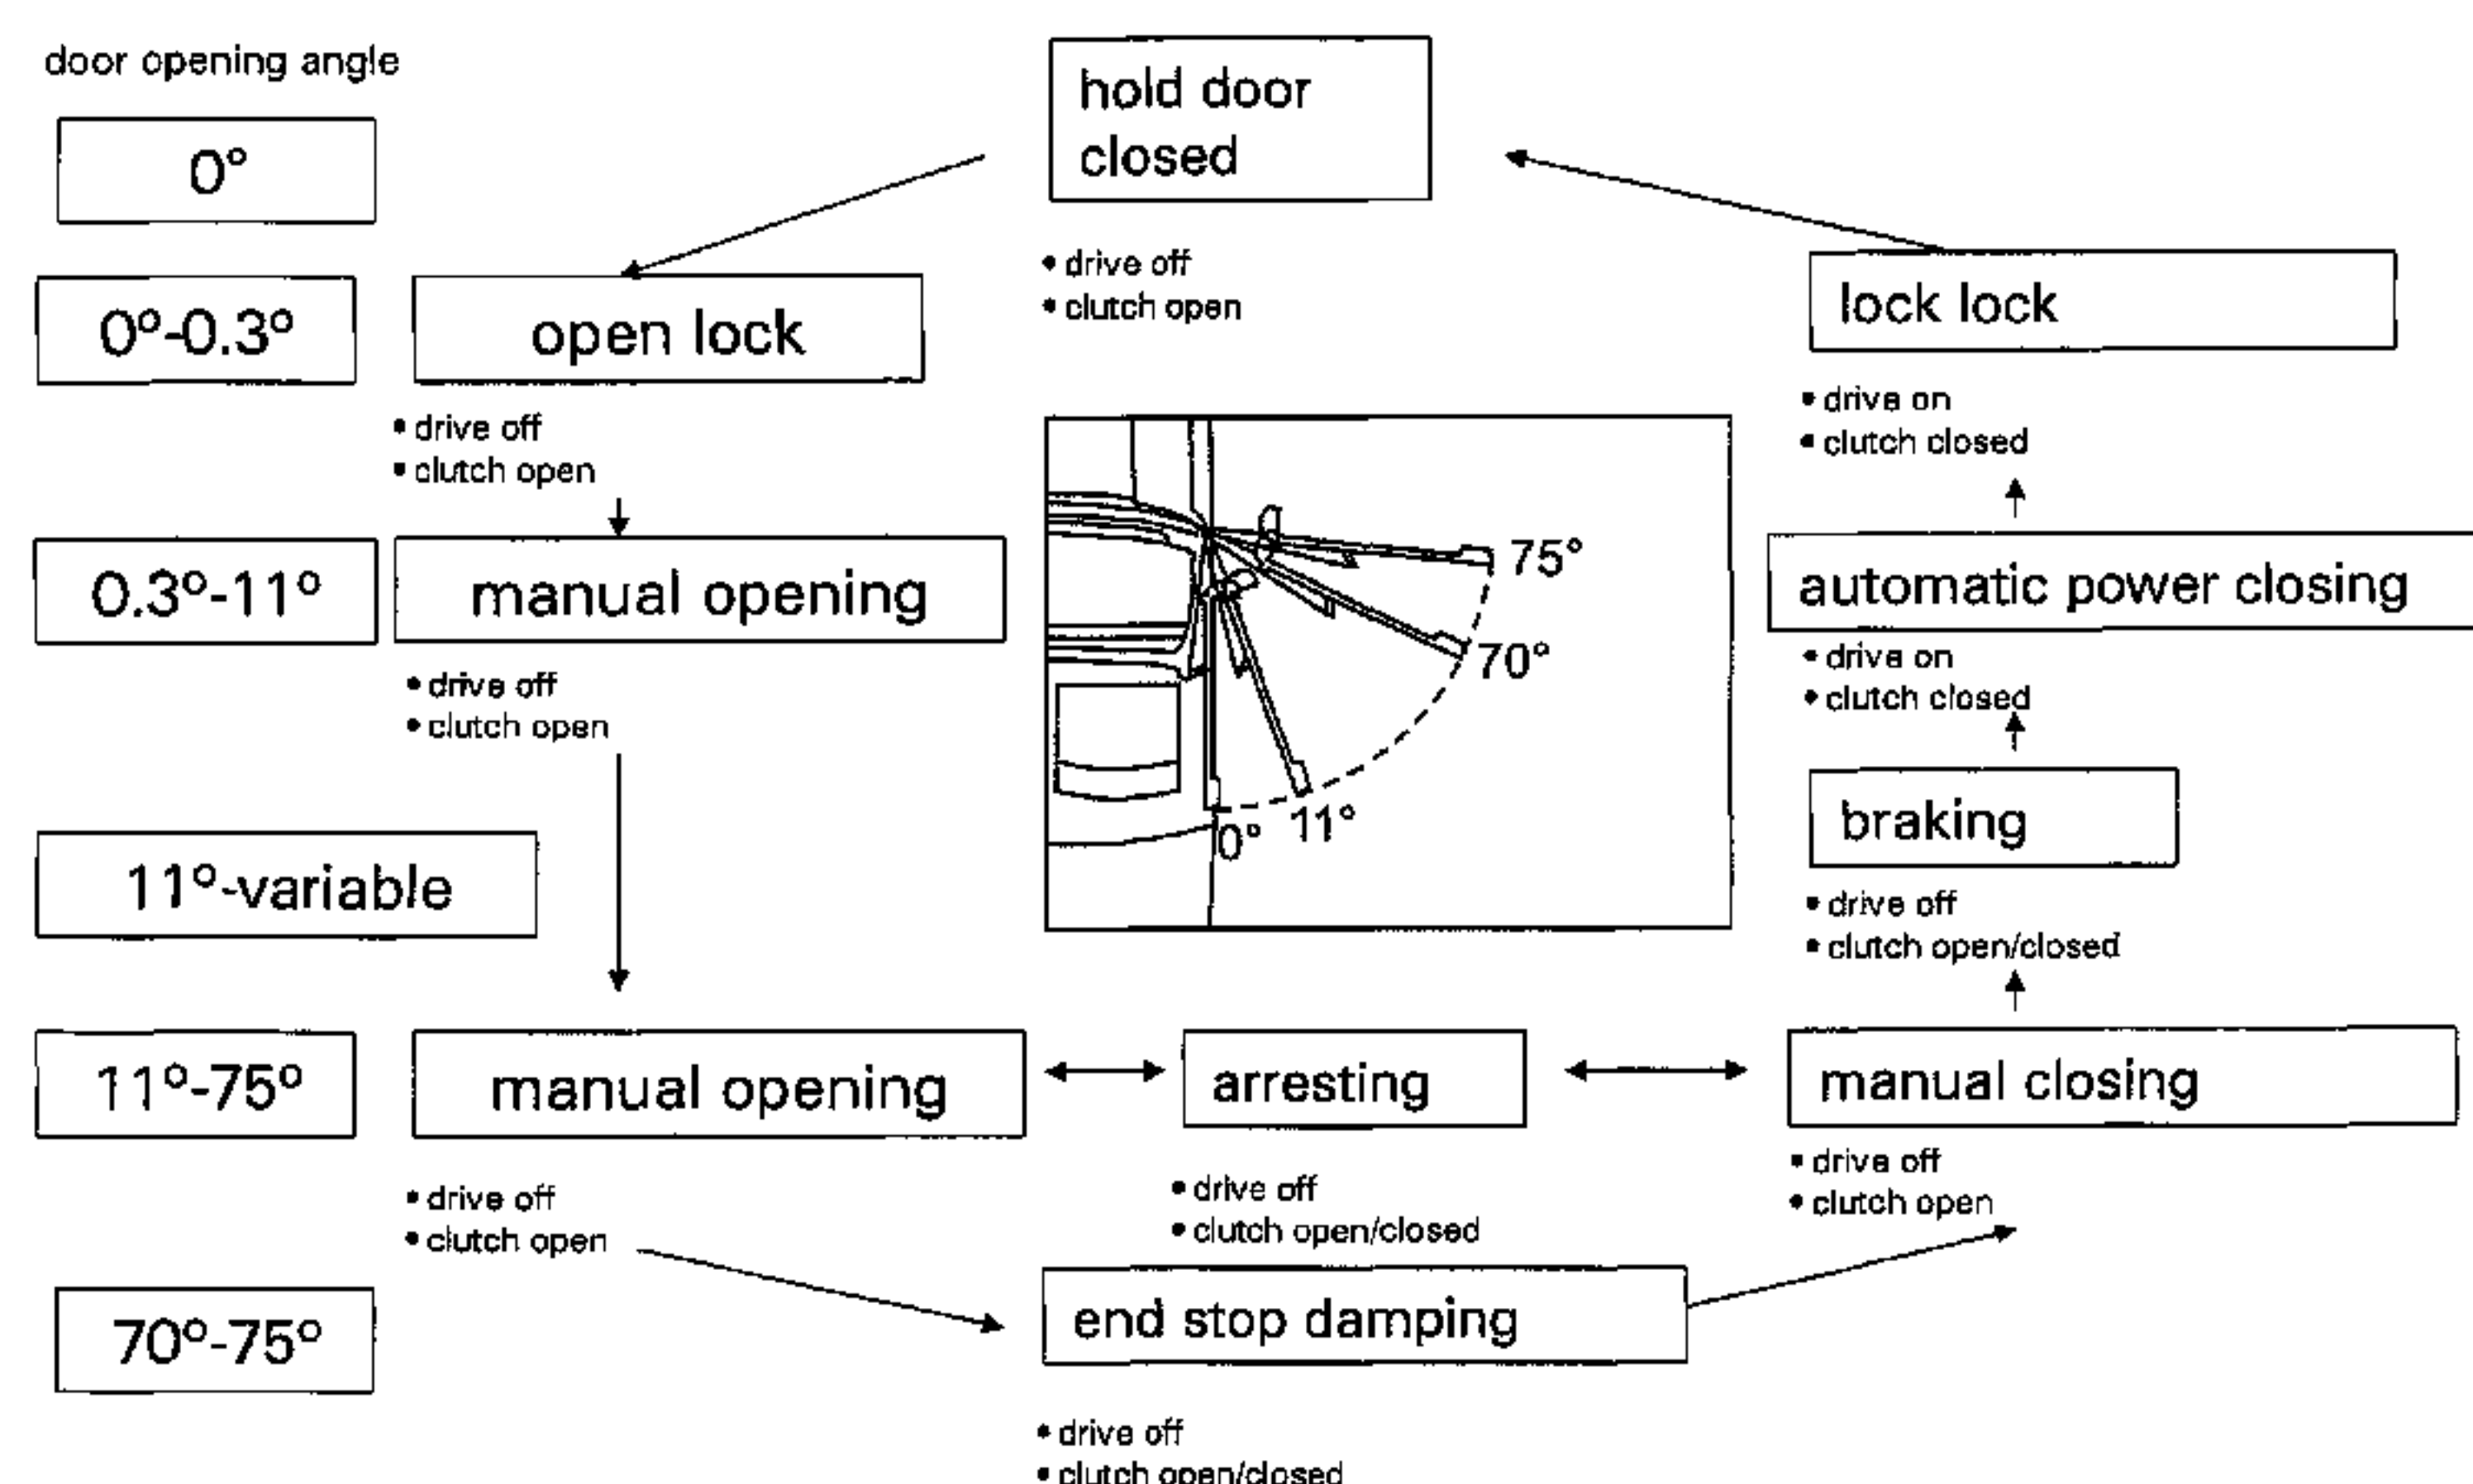 door opening angle
hold door
closed
• drive off
• clutch open
0°
0°-0.3°
open lock
• drive off
• clutch open
lock lock
• drive on
• clutch closed
0.3°-11°
manual opening
• drive off
• clutch open
75°
70°
11°
0°
automatic power closing
• drive on
• clutch closed
11°-variable
braking
• drive off
• clutch open/closed
11°-75°
manual opening
• drive off
• clutch open
arresting
• drive off
• clutch open/closed
manual closing
• drive off
• clutch open
70°-75°
end stop damping
• drive off
• clutch open/closed